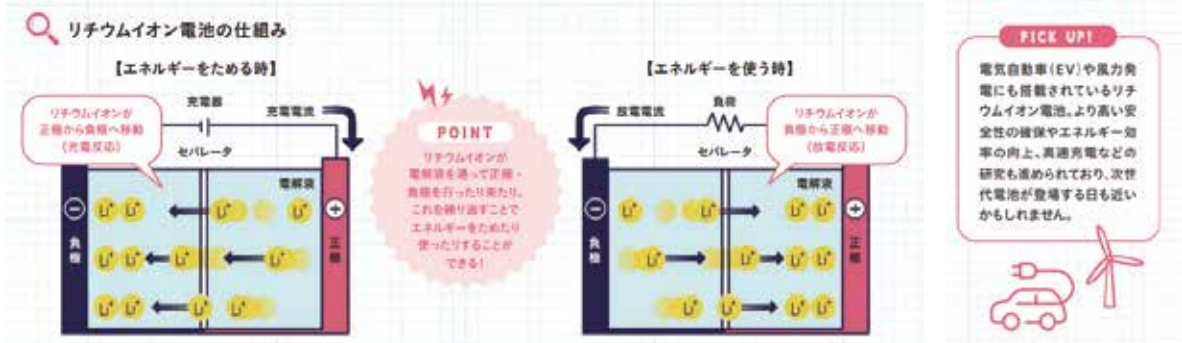 リチウムイオン電池の仕組み
【エネルギーをためる時】
充電器
充電電流
リチウムイオンが
正極から負極へ移動
(充電反応)
セパレータ
電解液
⊖
負極
Li⁺ Li⁺ Li⁺ Li⁺
Li⁺ Li⁺ Li⁺ Li⁺
Li⁺ Li⁺ Li⁺ Li⁺
⊕
正極
POINT
リチウムイオンが
電解液を通って正極・
負極を行ったり来たり。
これを繰り返すことで
エネルギーをためたり
使ったりすることが
できる!
【エネルギーを使う時】
放電電流
負荷
リチウムイオンが
負極から正極へ移動
(放電反応)
セパレータ
電解液
⊖
負極
Li⁺ Li⁺ Li⁺ Li⁺
Li⁺ Li⁺ Li⁺ Li⁺
Li⁺ Li⁺ Li⁺ Li⁺
⊕
正極
PICK UP!
電気自動車(EV)や風力発
電にも搭載されているリチ
ウムイオン電池。より高い安
全性の確保やエネルギー効
率の向上、高速充電などの
研究も進められており、次世
代電池が登場する日も近い
かもしれません。